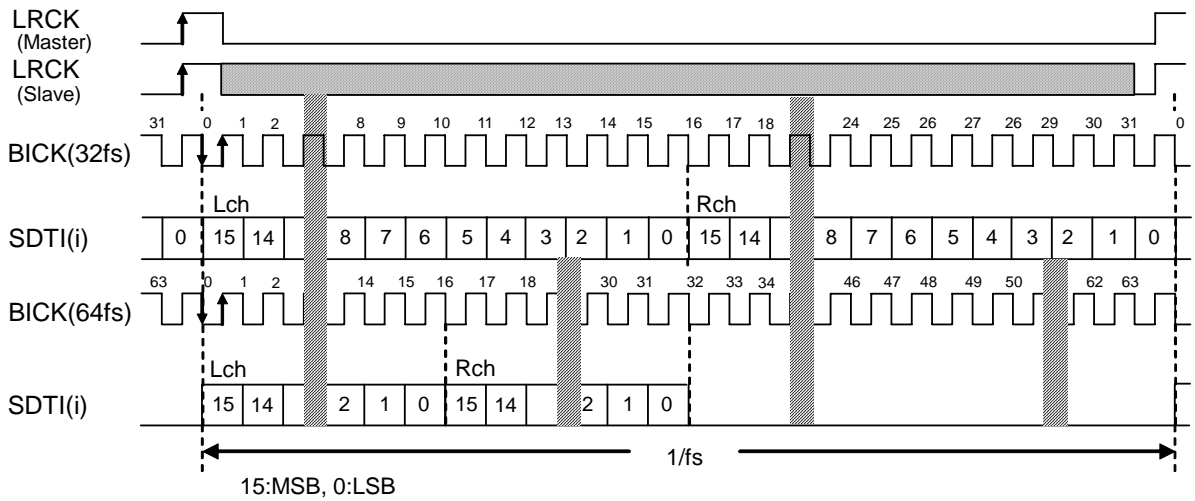 LRCK
(Master)
LRCK
(Slave)
31 0 1 2 8 9 10 11 12 13 14 15 16 17 18 24 25 26 27 26 29 30 31 0
BICK(32fs)
Lch Rch
SDTI(i) 0 15 14 8 7 6 5 4 3 2 1 0 15 14 8 7 6 5 4 3 2 1 0
63 0 1 2 14 15 16 17 18 30 31 32 33 34 46 47 48 49 50 62 63
BICK(64fs)
Lch Rch
SDTI(i) 15 14 2 1 0 15 14 2 1 0
1/fs
15:MSB, 0:LSB